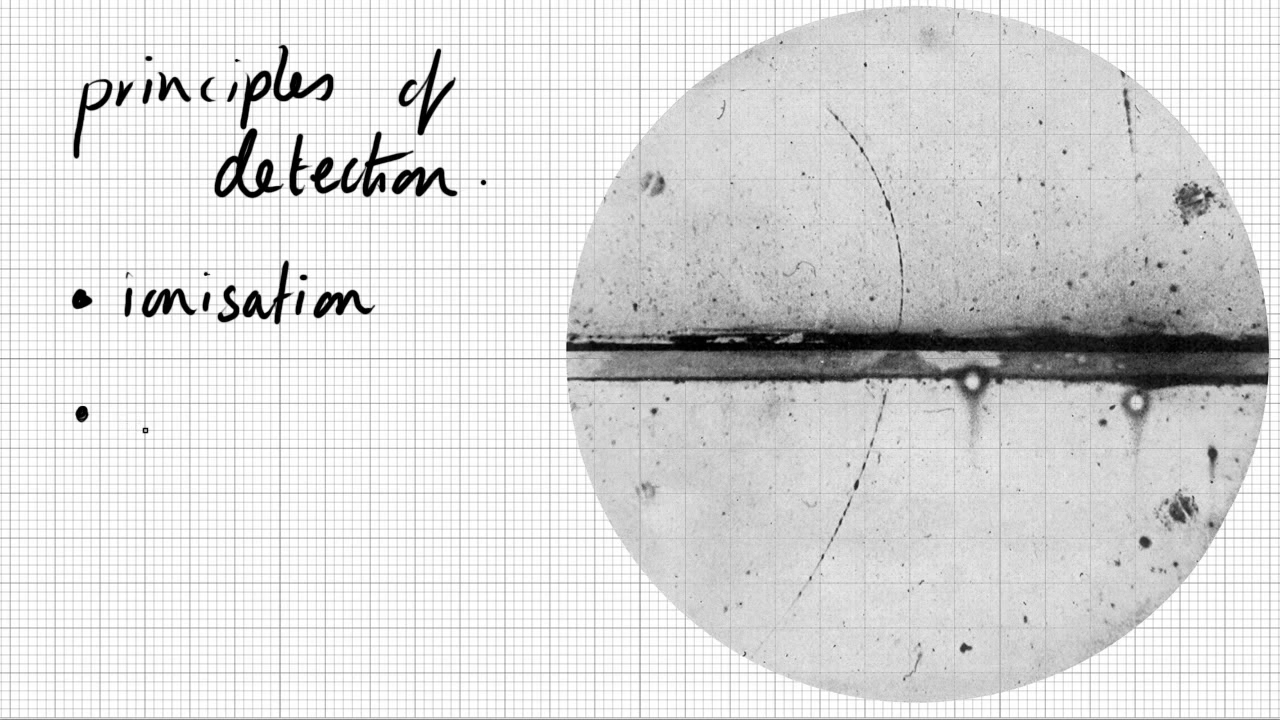 principles of
detection.
• ionisation
•